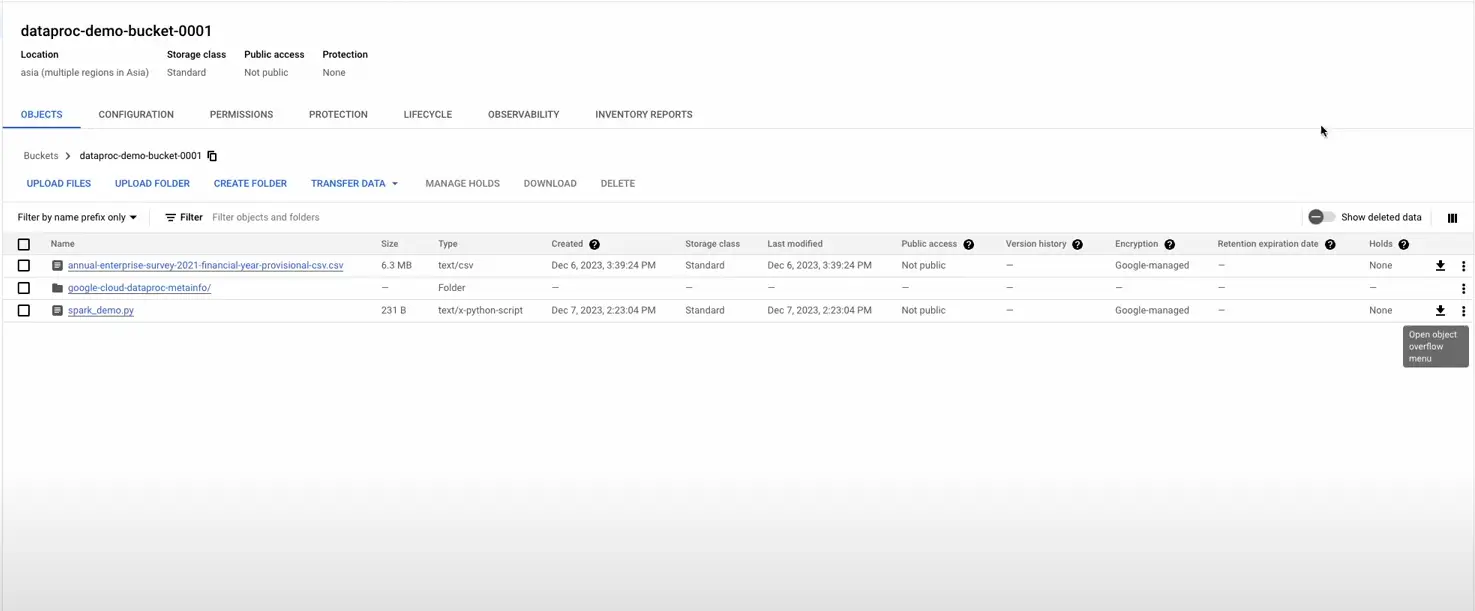 dataproc-demo-bucket-0001
Location Storage class Public access Protection
asia (multiple regions in Asia) Standard Not public None
OBJECTS CONFIGURATION PERMISSIONS PROTECTION LIFECYCLE OBSERVABILITY INVENTORY REPORTS
Buckets > dataproc-demo-bucket-0001
UPLOAD FILES UPLOAD FOLDER CREATE FOLDER TRANSFER DATA MANAGE HOLDS DOWNLOAD DELETE
Filter by name prefix only Filter Filter objects and folders Show deleted data
Name Size Type Created Storage class Last modified Public access Version history Encryption Retention expiration date Holds
annual-enterprise-survey-2021-financial-year-provisional-csv.csv 6.3 MB text/csv Dec 6, 2023, 3:39:24 PM Standard Dec 6, 2023, 3:39:24 PM Not public — Google-managed — None
google-cloud-dataproc-metainfo/ — Folder — — — — — — — —
spark_demo.py 231 B text/x-python-script Dec 7, 2023, 2:23:04 PM Standard Dec 7, 2023, 2:23:04 PM Not public — Google-managed — None
Open object
overflow
menu